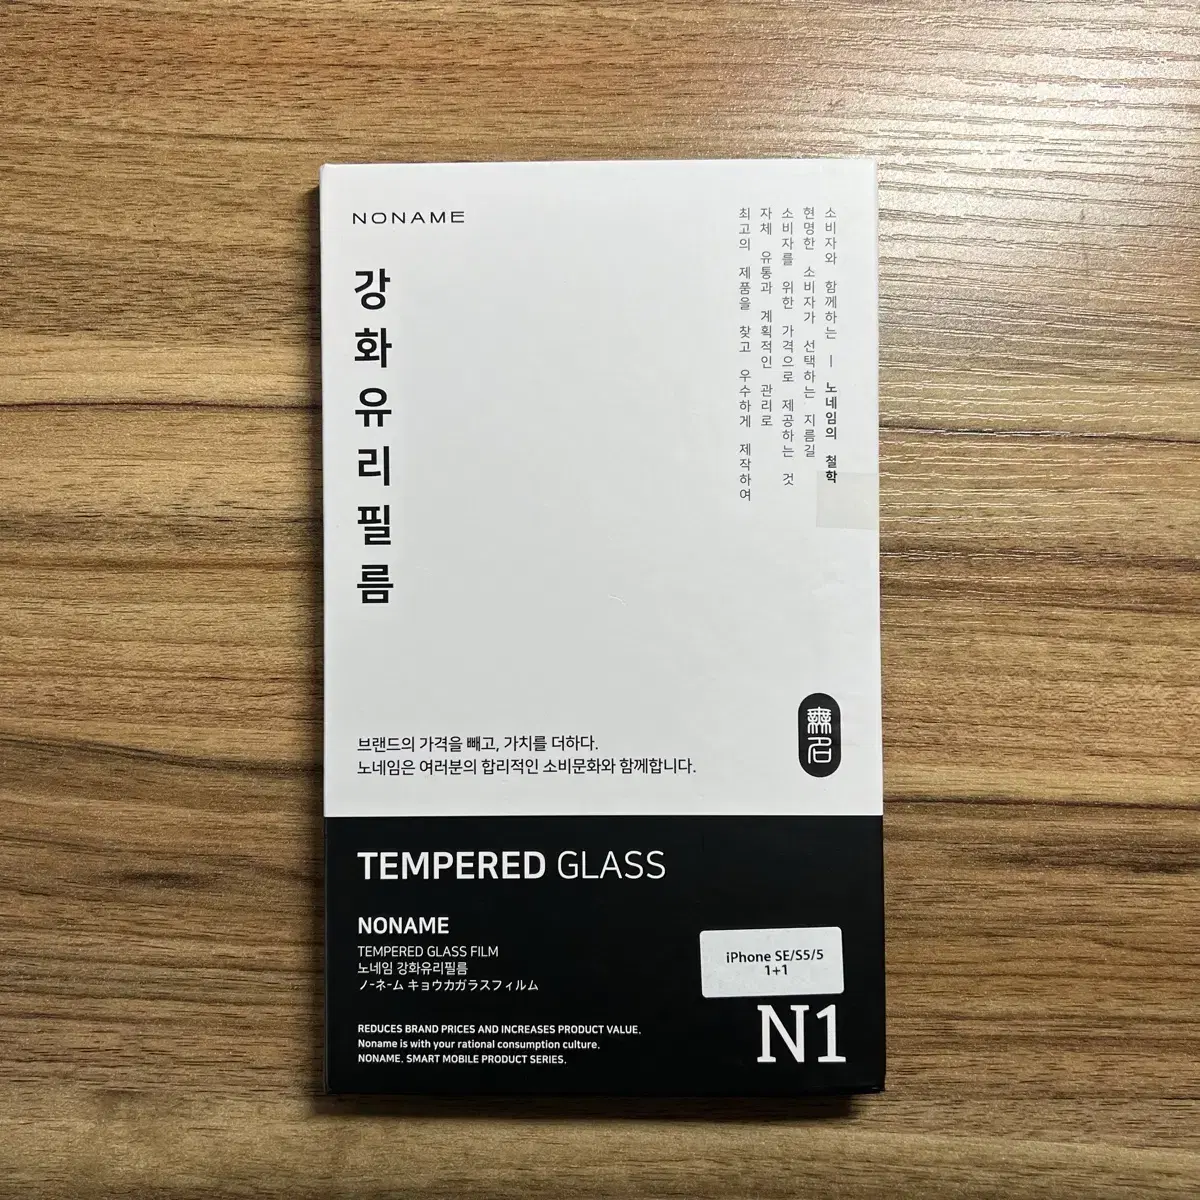 NONAME
강화유리필름
소비자와 함께하는 — 노네임의 철학
현명한 소비자가 선택하는 지름길
소비자를 위한 가격으로 제공하는 것
자체 유통과 계획적인 관리로
최고의 제품을 찾고 우수하게 제작하여
無名
브랜드의 가격을 빼고, 가치를 더하다.
노네임은 여러분의 합리적인 소비문화와 함께합니다.
TEMPERED GLASS
NONAME
TEMPERED GLASS FILM
노네임 강화유리필름
ノーネーム キョウカガラスフィルム
iPhone SE/S5/5
1+1
N1
REDUCES BRAND PRICES AND INCREASES PRODUCT VALUE.
Noname is with your rational consumption culture.
NONAME. SMART MOBILE PRODUCT SERIES.